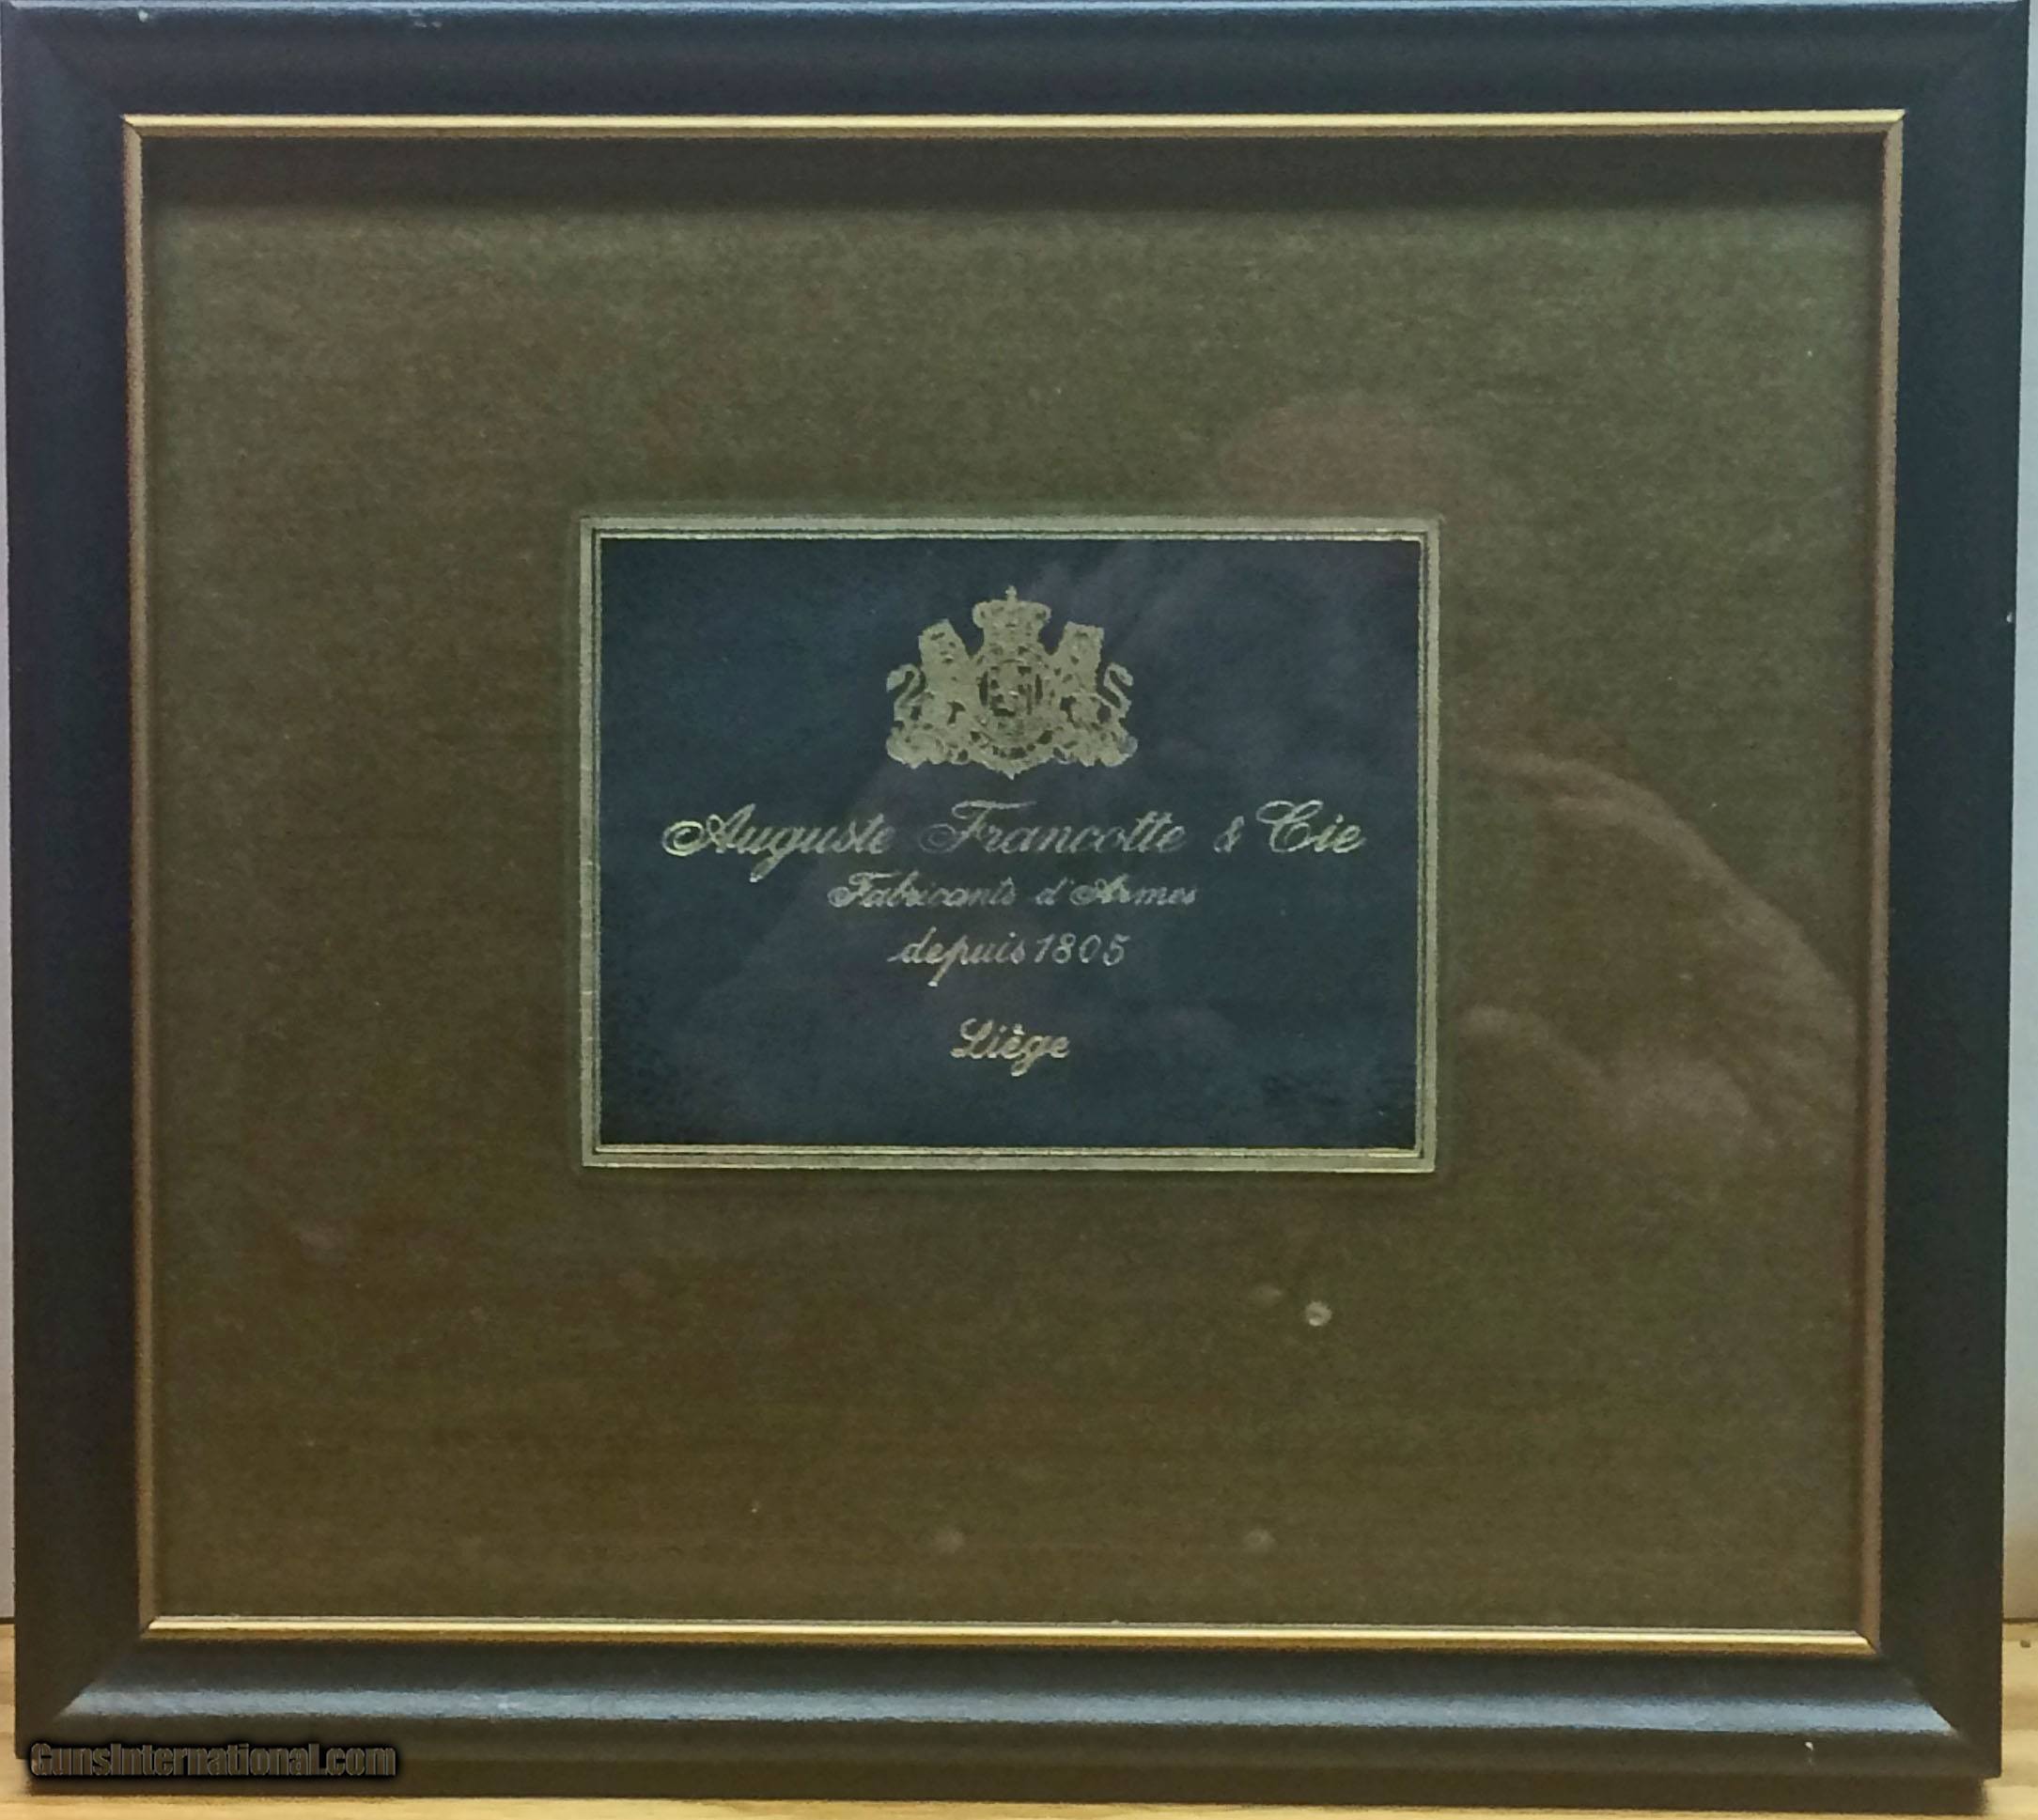 Auguste Francotte & Cie
Fabricants d'Armes
depuis 1805
Liège
GunsInternational.com